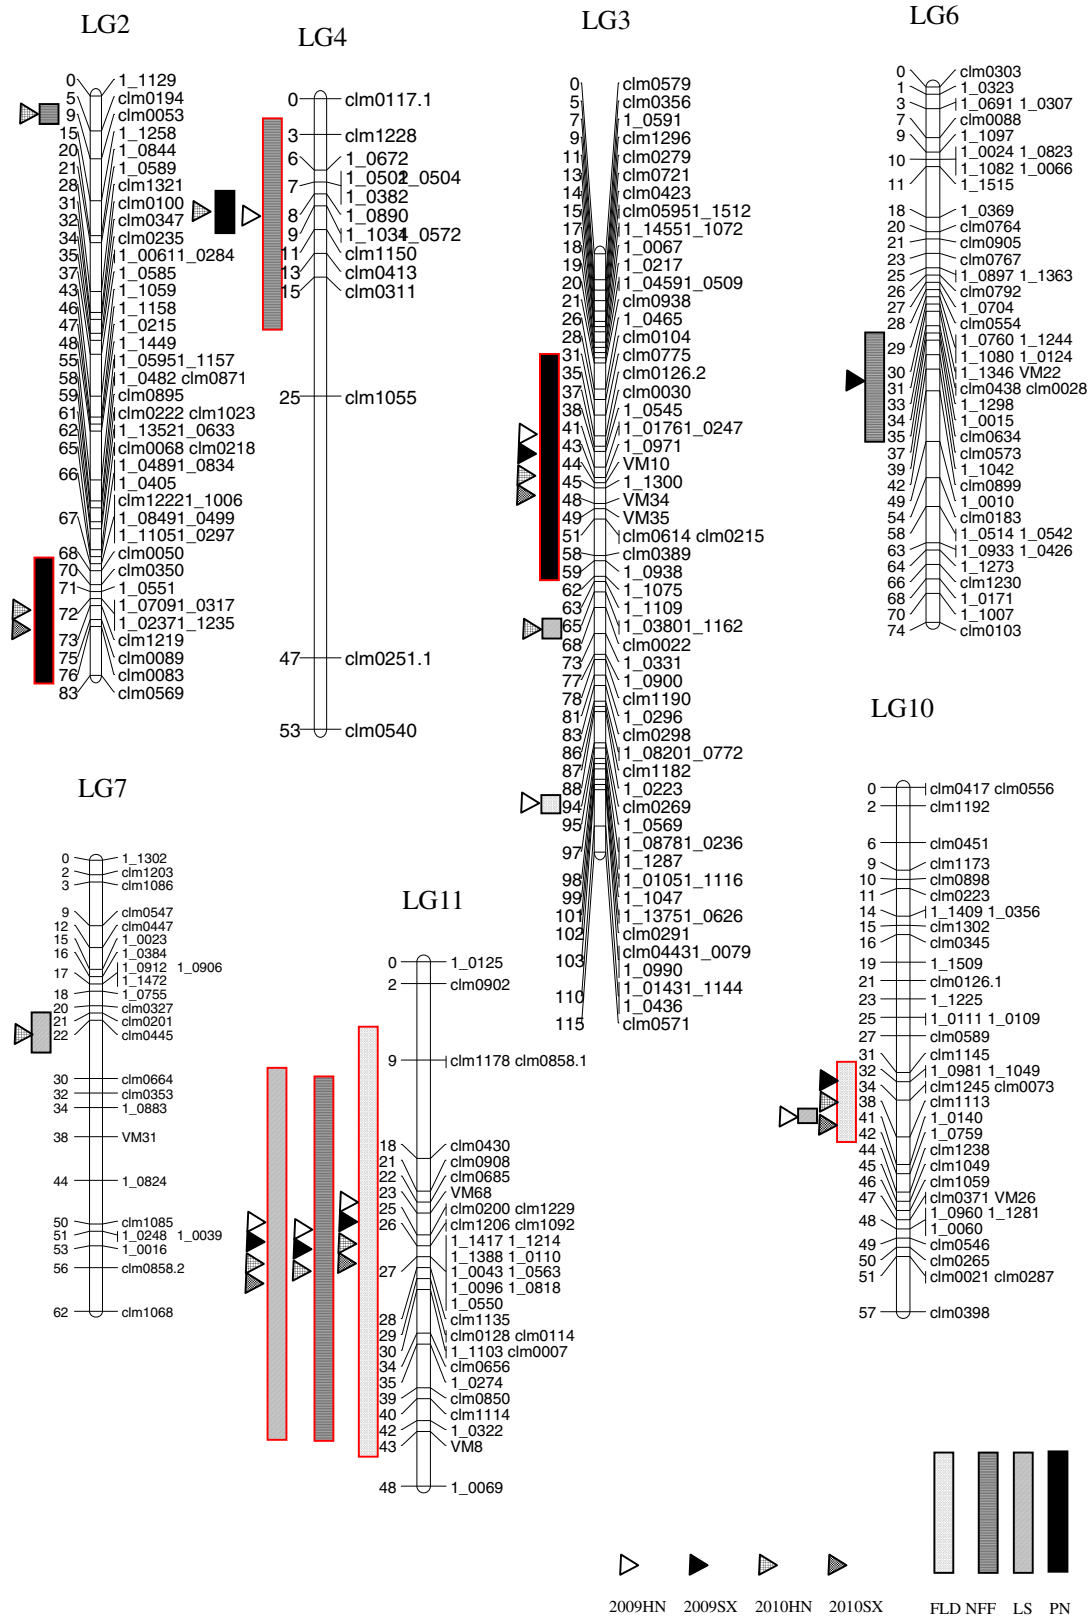 LG2
0 1_1129
5 clm0194
9 clm0053
15 1_1258
20 1_0844
21 1_0589
28 clm1321
31 clm0100
32 clm0347
34 clm0235
35 1_00611_0284
37 1_0585
43 1_1059
46 1_1158
47 1_0215
48 1_1449
55 1_05951_1157
58 1_0482 clm0871
59 clm0895
61 clm0222 clm1023
62 1_13521_0633
65 clm0068 clm0218
66 1_04891_0834
1_0405
clm12221_1006
67 1_08491_0499
1_11051_0297
68 clm0050
70 clm0350
71 1_0551
72 1_07091_0317
1_02371_1235
73 clm1219
75 clm0089
76 clm0083
83 clm0569
LG4
0 clm0117.1
3 clm1228
6 1_0672
7 1_0502 1_0504
1_0382
8 1_0890
9 1_1034 1_0572
11 clm1150
13 clm0413
15 clm0311
25 clm1055
47 clm0251.1
53 clm0540
LG3
0 clm0579
5 clm0356
7 1_0591
9 clm1296
11 clm0279
13 clm0721
14 clm0423
15 clm05951_1512
17 1_14551_1072
18 1_0067
19 1_0217
20 1_04591_0509
21 clm0938
26 1_0465
28 clm0104
31 clm0775
35 clm0126.2
37 clm0030
38 1_0545
41 1_01761_0247
43 1_0971
44 VM10
45 1_1300
48 VM34
49 VM35
51 clm0614 clm0215
58 clm0389
59 1_0938
62 1_1075
63 1_1109
65 1_03801_1162
68 clm0022
73 1_0331
77 1_0900
78 clm1190
81 1_0296
83 clm0298
86 1_08201_0772
87 clm1182
88 1_0223
94 clm0269
95 1_0569
97 1_08781_0236
1_1287
98 1_01051_1116
99 1_1047
101 1_13751_0626
102 clm0291
103 clm04431_0079
1_0990
110 1_01431_1144
1_0436
115 clm0571
LG6
0 clm0303
1 1_0323
3 1_0691 1_0307
7 clm0088
9 1_1097
10 1_0024 1_0823
1_1082 1_0066
11 1_1515
18 1_0369
20 clm0764
21 clm0905
23 clm0767
25 1_0897 1_1363
26 clm0792
27 1_0704
28 clm0554
29 1_0760 1_1244
1_1080 1_0124
30 1_1346 VM22
31 clm0438 clm0028
33 1_1298
34 1_0015
35 clm0634
37 clm0573
39 1_1042
42 clm0899
49 1_0010
54 clm0183
58 1_0514 1_0542
63 1_0933 1_0426
64 1_1273
66 clm1230
68 1_0171
70 1_1007
74 clm0103
LG7
0 1_1302
2 clm1203
3 clm1086
9 clm0547
12 clm0447
15 1_0023
16 1_0384
17 1_0912 1_0906
1_1472
18 1_0755
20 clm0327
21 clm0201
22 clm0445
30 clm0664
32 clm0353
34 1_0883
38 VM31
44 1_0824
50 clm1085
51 1_0248 1_0039
53 1_0016
56 clm0858.2
62 clm1068
LG11
0 1_0125
2 clm0902
9 clm1178 clm0858.1
18 clm0430
21 clm0908
22 clm0685
23 VM68
25 clm0200 clm1229
26 clm1206 clm1092
1_1417 1_1214
1_1388 1_0110
27 1_0043 1_0563
1_0096 1_0818
1_0550
28 clm1135
29 clm0128 clm0114
30 1_1103 clm0007
34 clm0656
35 1_0274
39 clm0850
40 clm1114
42 1_0322
43 VM8
48 1_0069
LG10
0 clm0417 clm0556
2 clm1192
6 clm0451
9 clm1173
10 clm0898
11 clm0223
14 1_1409 1_0356
15 clm1302
16 clm0345
19 1_1509
21 clm0126.1
23 1_1225
25 1_0111 1_0109
27 clm0589
31 clm1145
32 1_0981 1_1049
34 clm1245 clm0073
38 clm1113
41 1_0140
42 1_0759
44 clm1238
45 clm1049
46 clm1059
47 clm0371 VM26
48 1_0960 1_1281
1_0060
49 clm0546
50 clm0265
51 clm0021 clm0287
57 clm0398
2009HN 2009SX 2010HN 2010SX FLD NFF LS PN